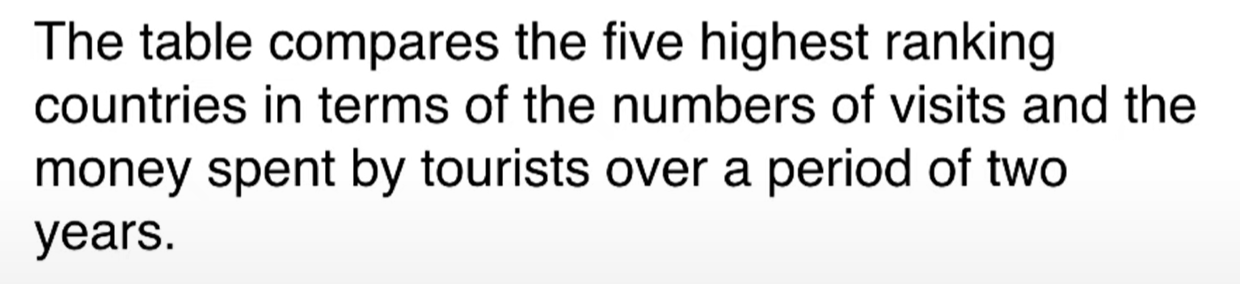 The table compares the five highest ranking
countries in terms of the numbers of visits and the
money spent by tourists over a period of two
years.